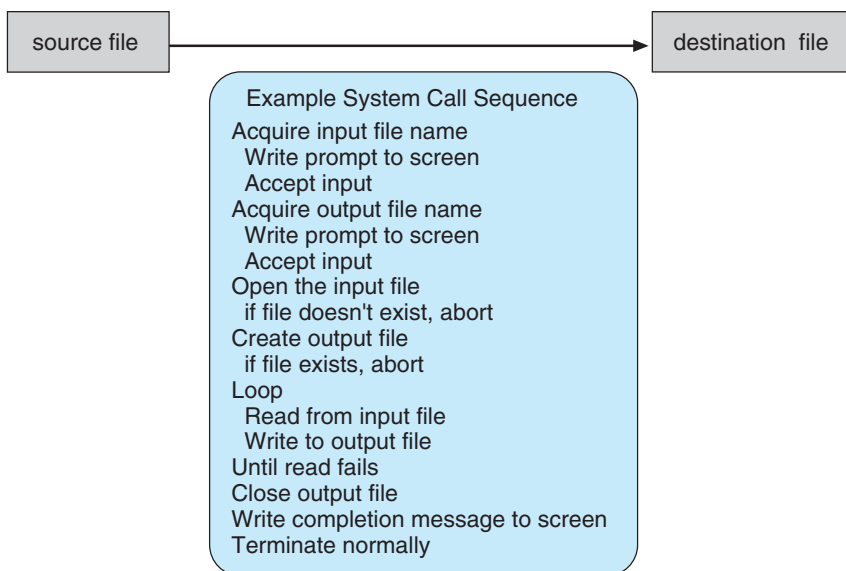 source file
destination file
Example System Call Sequence
Acquire input file name
Write prompt to screen
Accept input
Acquire output file name
Write prompt to screen
Accept input
Open the input file
if file doesn't exist, abort
Create output file
if file exists, abort
Loop
Read from input file
Write to output file
Until read fails
Close output file
Write completion message to screen
Terminate normally